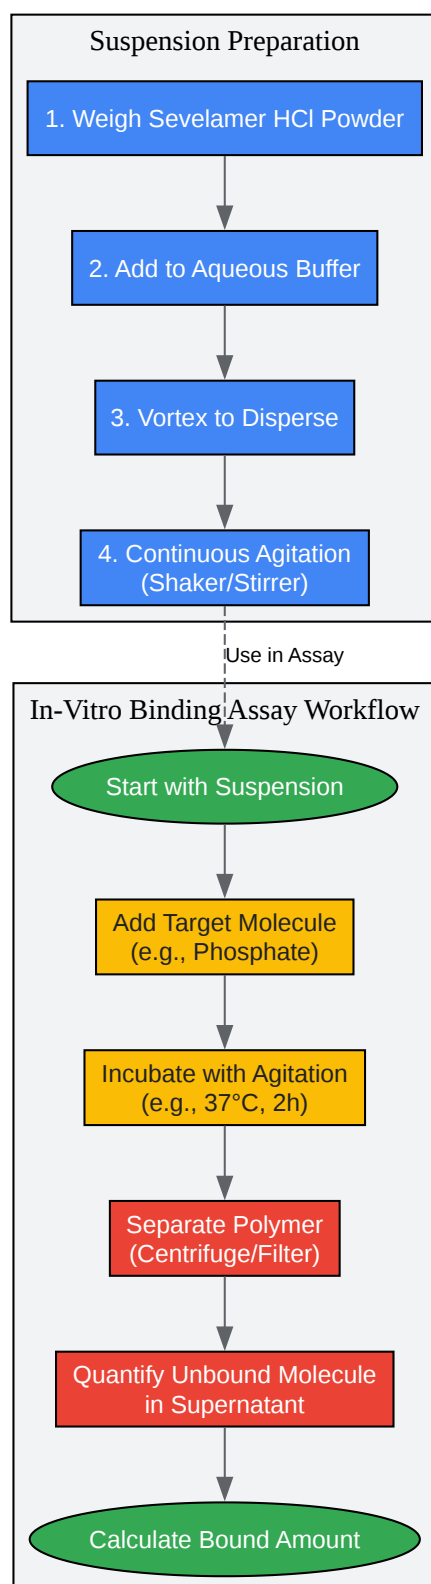 Suspension Preparation
1. Weigh Sevelamer HCl Powder
2. Add to Aqueous Buffer
3. Vortex to Disperse
4. Continuous Agitation
(Shaker/Stirrer)
Use in Assay
In-Vitro Binding Assay Workflow
Start with Suspension
Add Target Molecule
(e.g., Phosphate)
Incubate with Agitation
(e.g., 37°C, 2h)
Separate Polymer
(Centrifuge/Filter)
Quantify Unbound Molecule
in Supernatant
Calculate Bound Amount